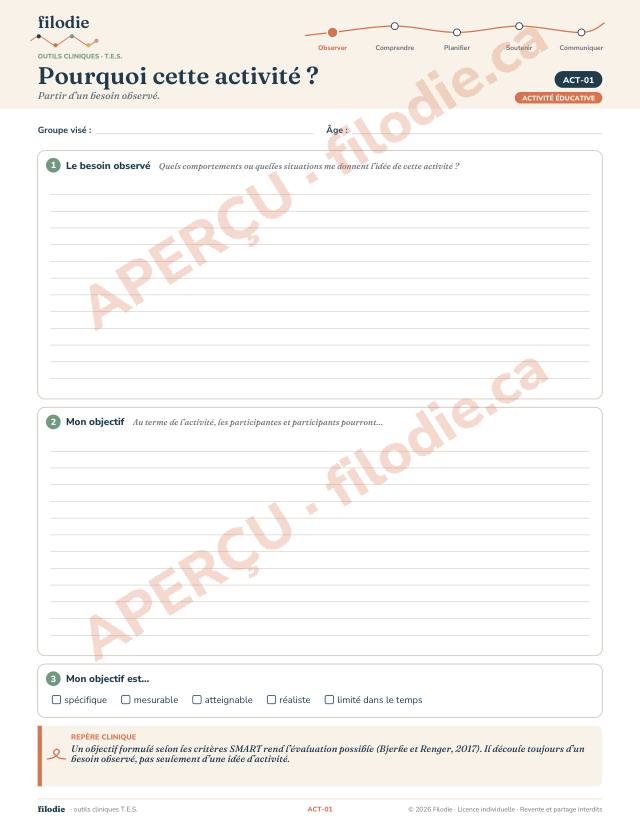 filodie
OUTILS CLINIQUES · T.E.S.
Observer Comprendre Planifier Soutenir Communiquer
Pourquoi cette activité ?
Partir d'un besoin observé.
ACT-01
ACTIVITÉ ÉDUCATIVE
Groupe visé : Âge :
1 Le besoin observé Quels comportements ou quelles situations me donnent l'idée de cette activité ?
APERÇU · filodie.ca
2 Mon objectif Au terme de l'activité, les participantes et participants pourront…
APERÇU · filodie.ca
3 Mon objectif est…
spécifique mesurable atteignable réaliste limité dans le temps
REPÈRE CLINIQUE
Un objectif formulé selon les critères SMART rend l'évaluation possible (Bjerke et Renger, 2017). Il découle toujours d'un
besoin observé, pas seulement d'une idée d'activité.
filodie · outils cliniques T.E.S. ACT-01 © 2026 Filodie · Licence individuelle · Revente et partage interdits